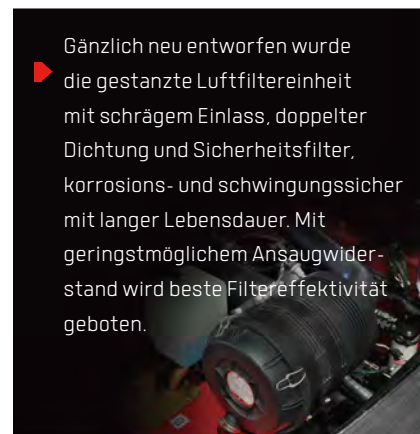 Gänzlich neu entworfen wurde
die gestanzte Luftfiltereinheit
mit schrägem Einlass, doppelter
Dichtung und Sicherheitsfilter,
korrosions- und schwingungssicher
mit langer Lebensdauer. Mit
geringstmöglichem Ansaugwider-
stand wird beste Filtereffektivität
geboten.